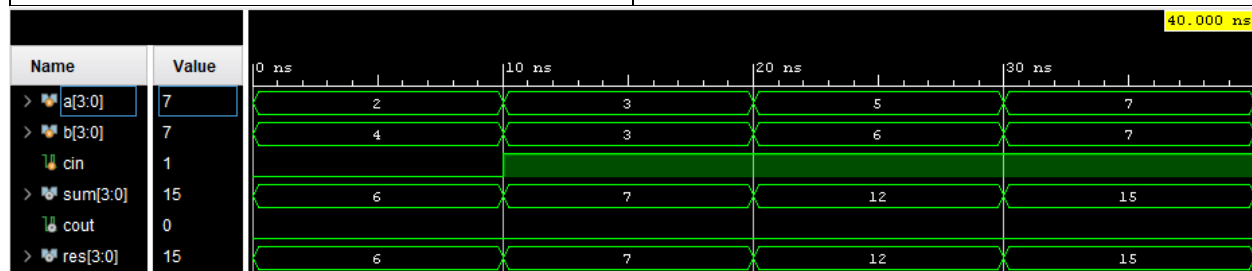 40.000 ns
Name Value 0 ns 10 ns 20 ns 30 ns
a[3:0] 7 2 3 5 7
b[3:0] 7 4 3 6 7
cin 1
sum[3:0] 15 6 7 12 15
cout 0
res[3:0] 15 6 7 12 15